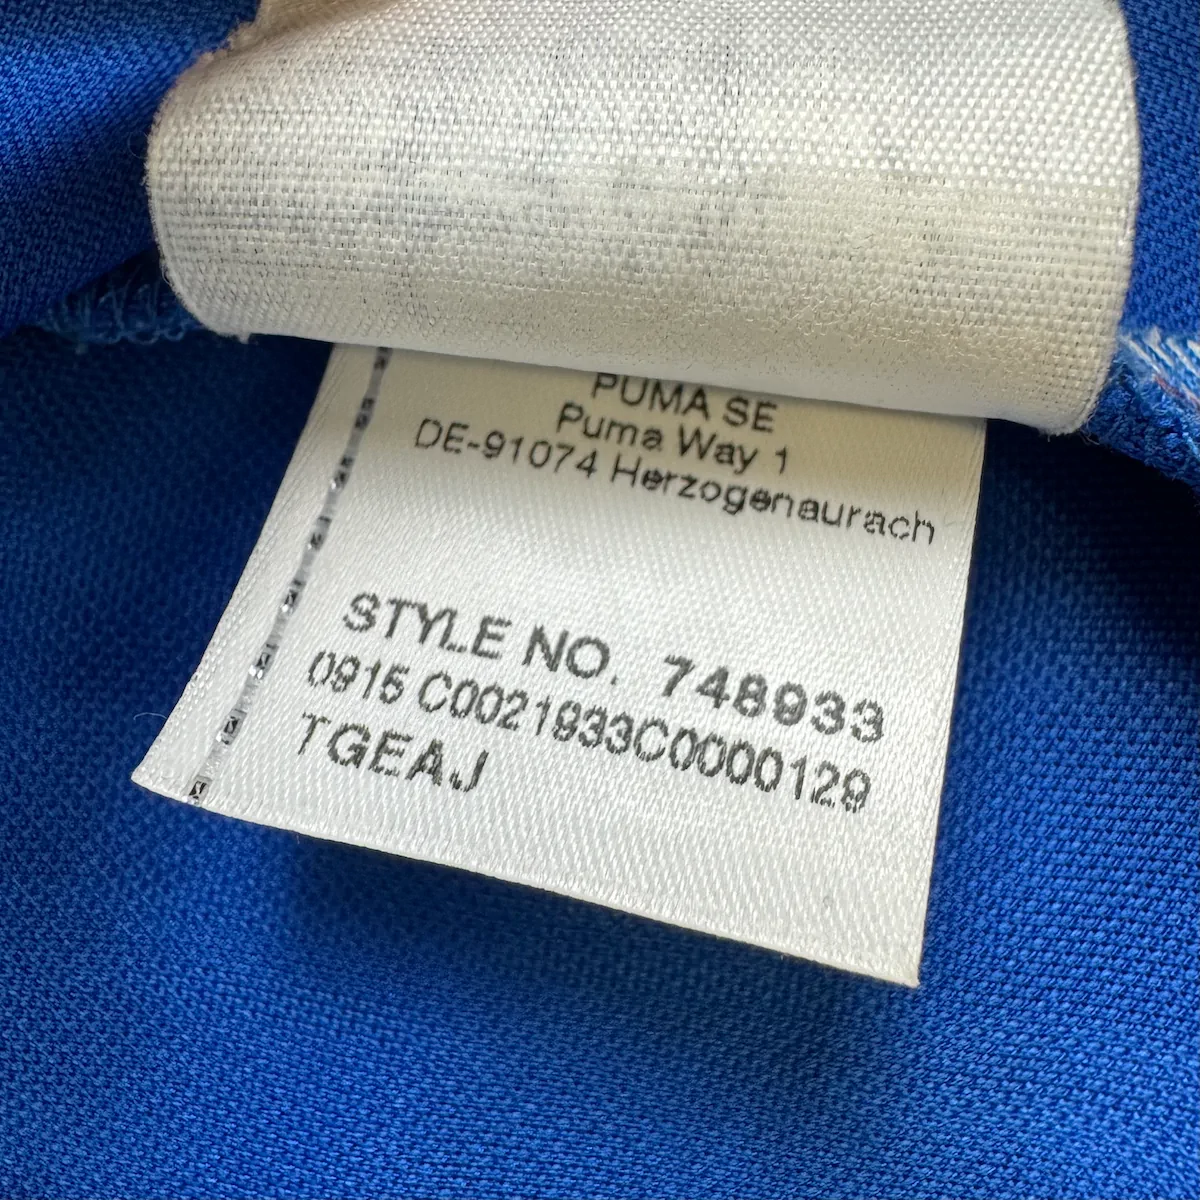 PUMA SE
Puma Way 1
DE-91074 Herzogenaurach
STYLE NO. 748933
0915 C0021933C0000129
TGEAJ